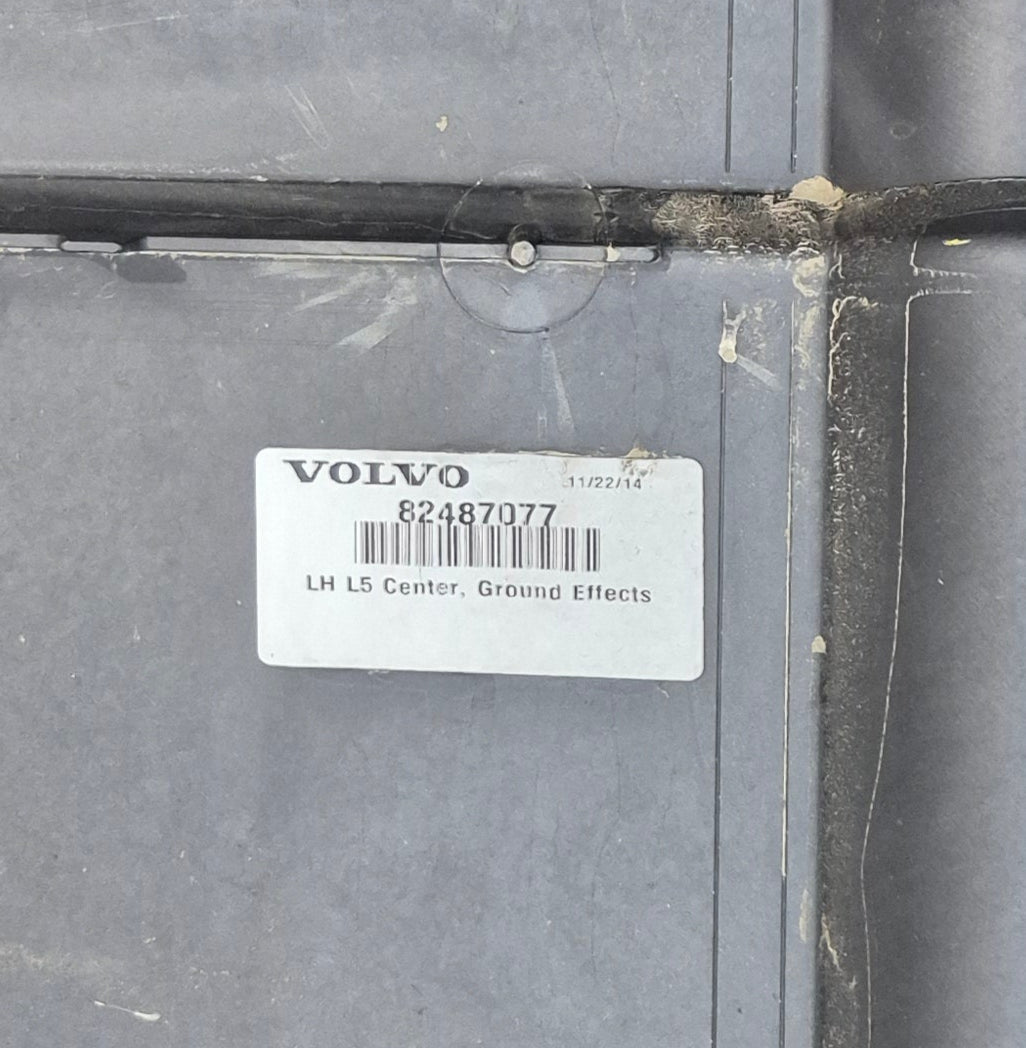 VOLVO
11/22/14
82487077
LH L5 Center, Ground Effects